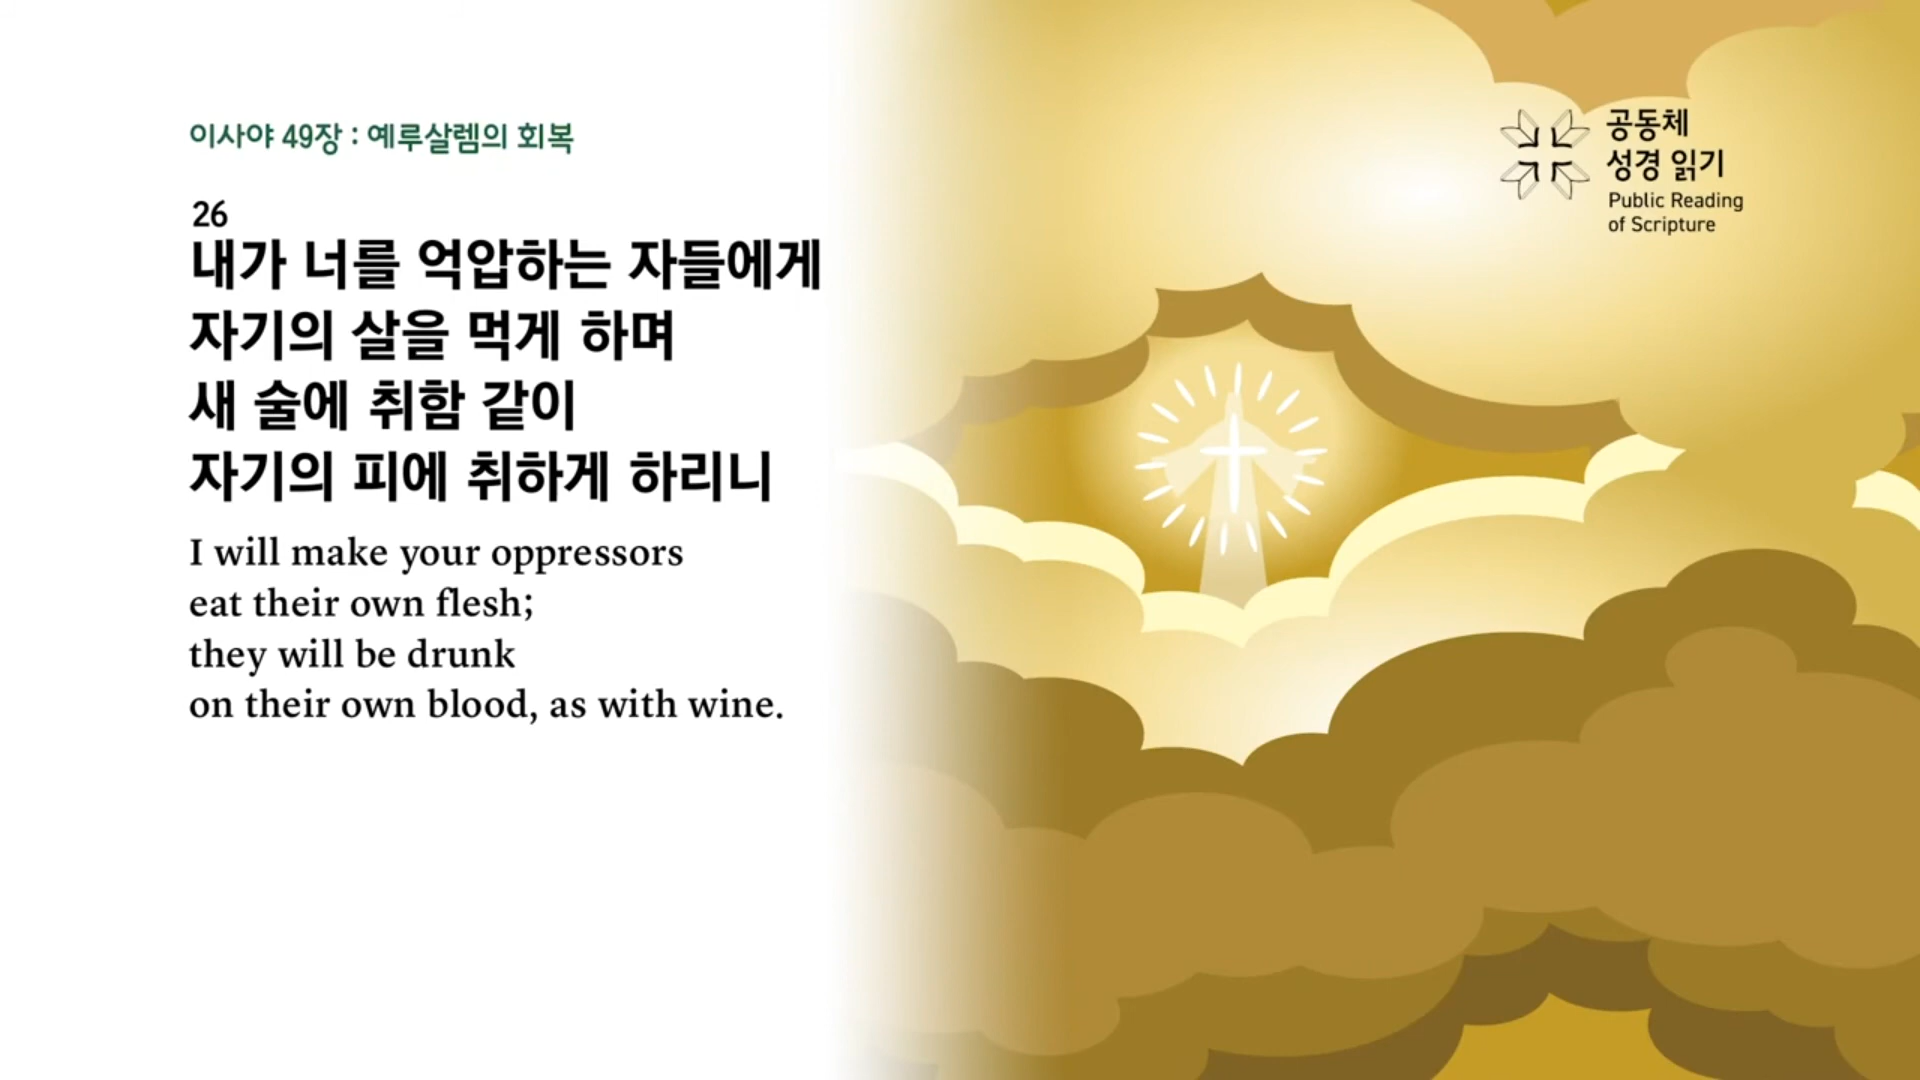 이사야 49장 : 예루살렘의 회복
26
내가 너를 억압하는 자들에게
자기의 살을 먹게 하며
새 술에 취함 같이
자기의 피에 취하게 하리니
I will make your oppressors
eat their own flesh;
they will be drunk
on their own blood, as with wine.
공동체
성경 읽기
Public Reading
of Scripture